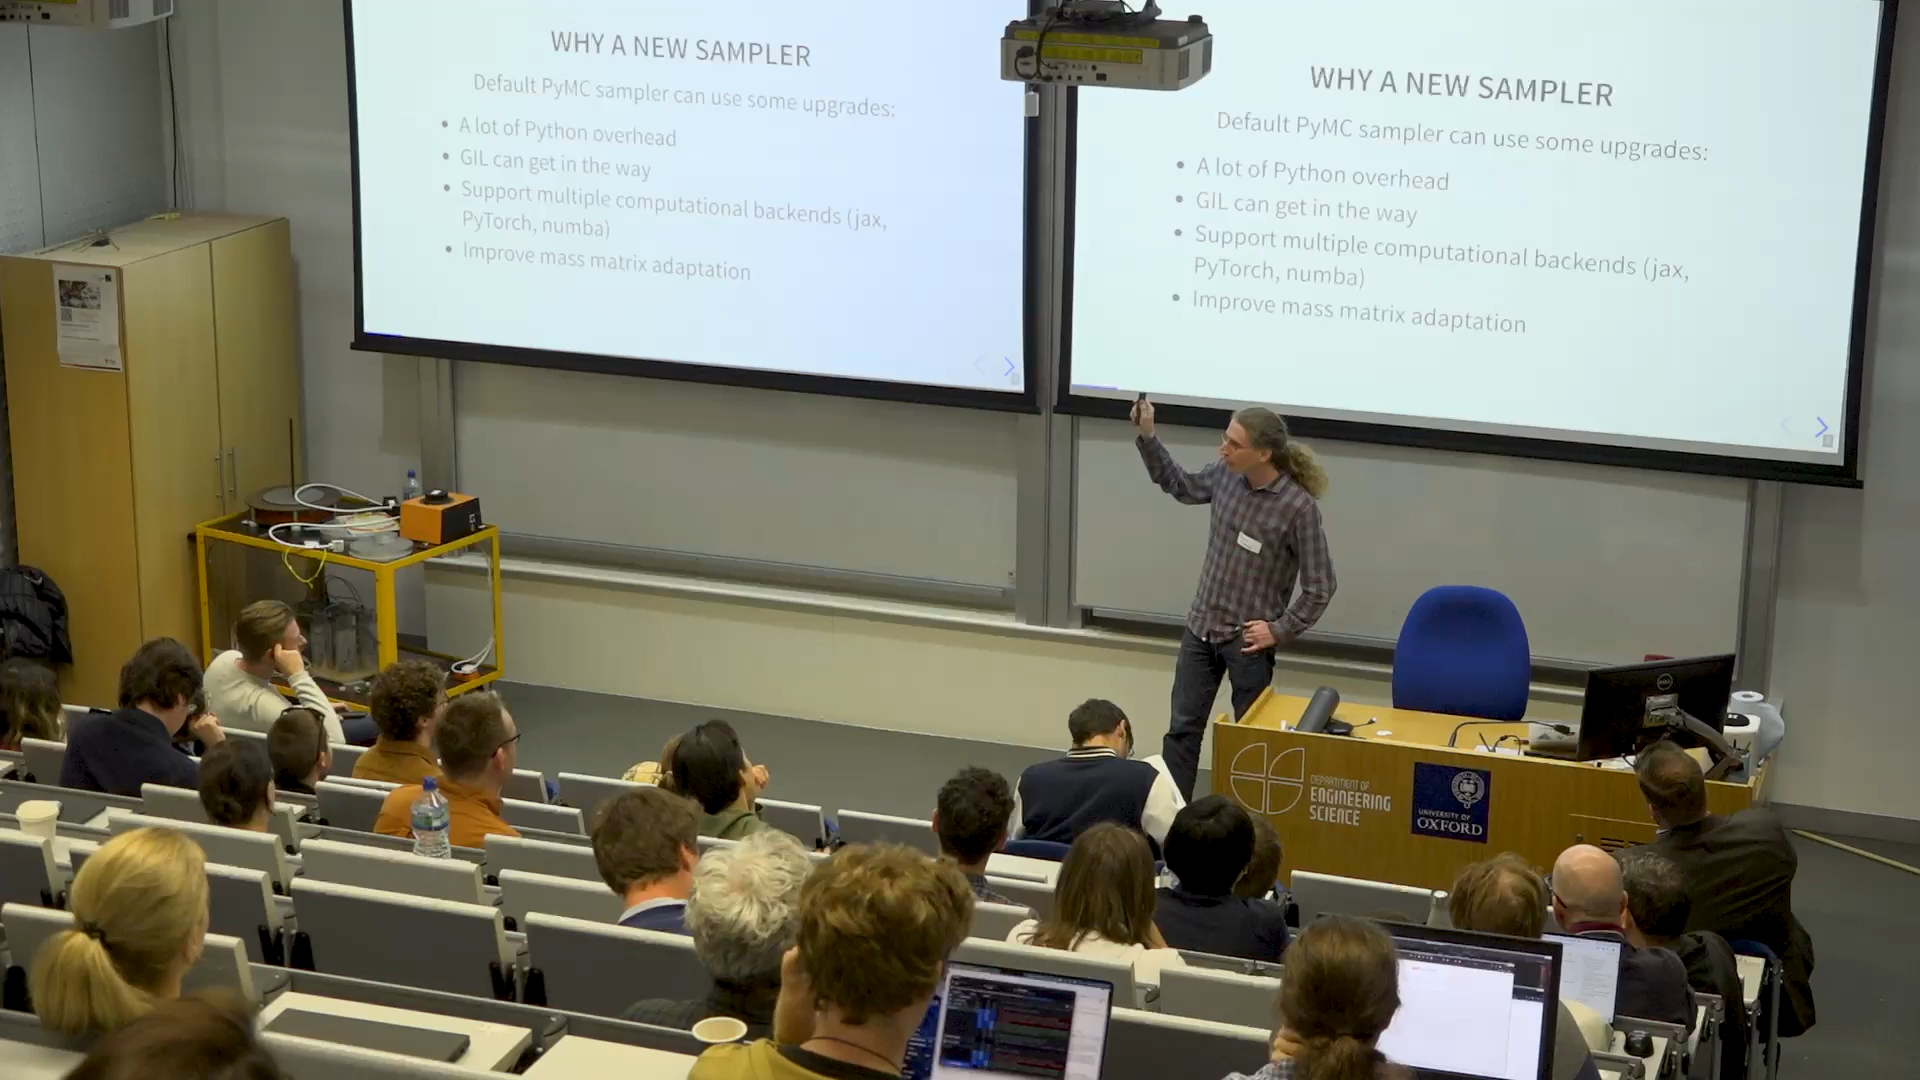 WHY A NEW SAMPLER
Default PyMC sampler can use some upgrades:
• A lot of Python overhead
• GIL can get in the way
• Support multiple computational backends (jax,
PyTorch, numba)
• Improve mass matrix adaptation
WHY A NEW SAMPLER
Default PyMC sampler can use some upgrades:
• A lot of Python overhead
• GIL can get in the way
• Support multiple computational backends (jax,
PyTorch, numba)
• Improve mass matrix adaptation
DEPARTMENT OF
ENGINEERING
SCIENCE
UNIVERSITY OF
OXFORD
DELL